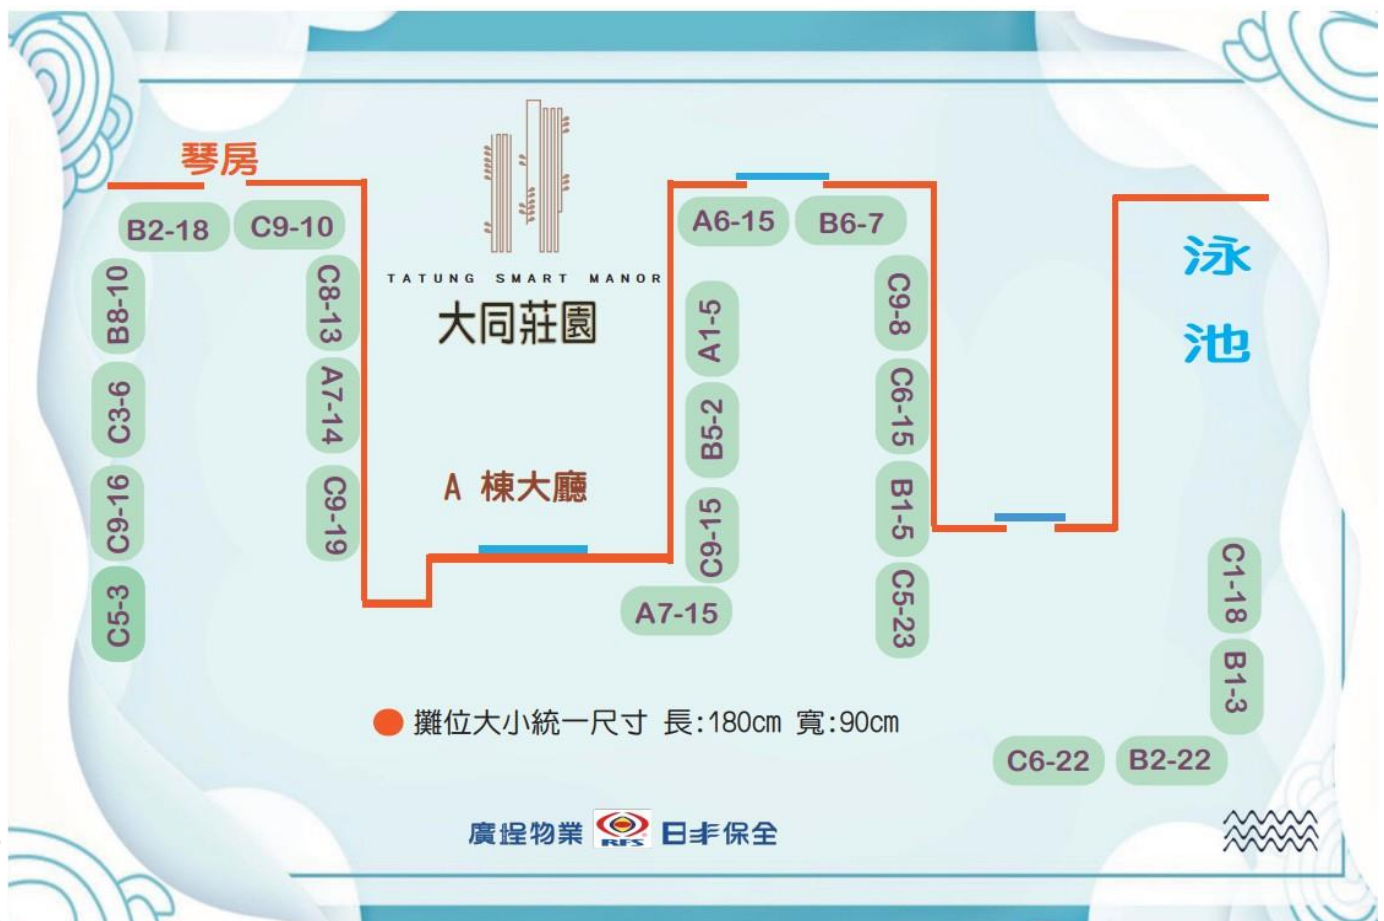 琴房
B2-18
C9-10
B8-10
C3-6
C9-16
C5-3
C8-13
A7-14
C9-19
TATUNG SMART MANOR
大同莊園
A 棟大廳
A6-15
B6-7
A1-5
B5-2
C9-15
A7-15
C9-8
C6-15
B1-5
C5-23
泳池
C1-18
B1-3
C6-22
B2-22
攤位大小統一尺寸 長:180cm 寬:90cm
廣埕物業 RFS 日丰保全